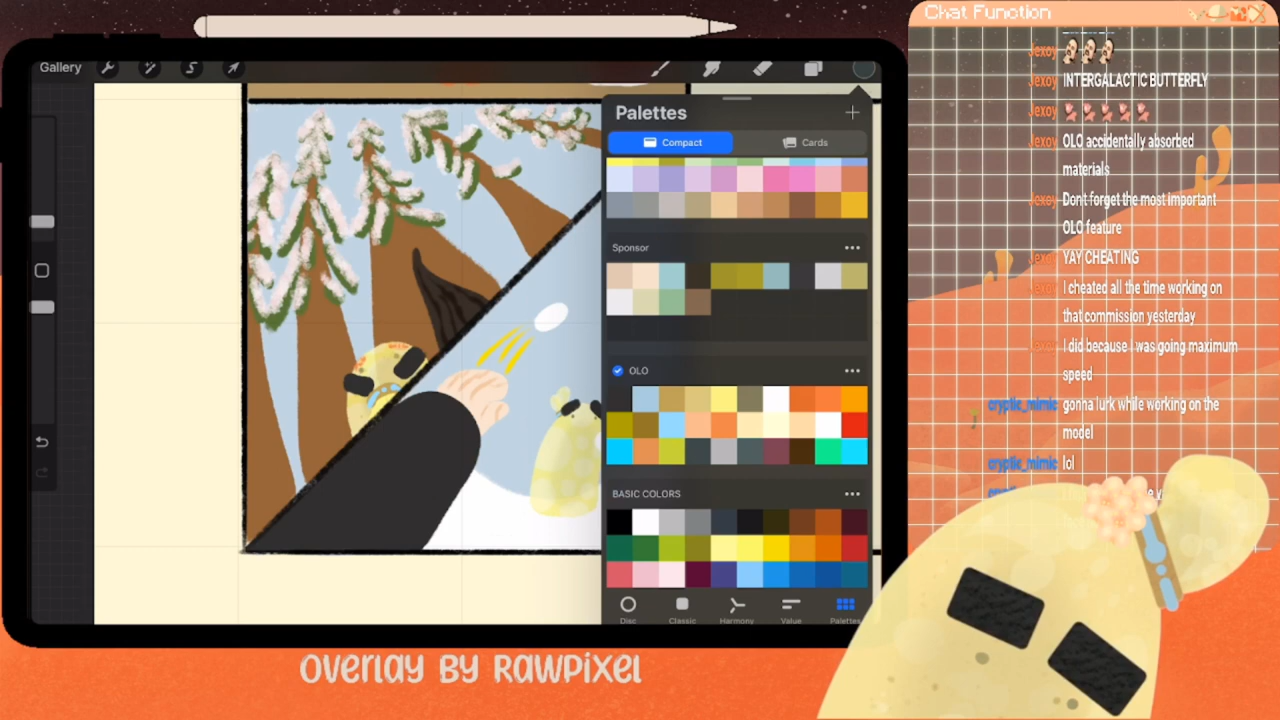 Chat Function
Gallery
Palettes
Compact
Cards
Sponsor
OLO
BASIC COLORS
Disc
Classic
Harmony
Value
Palettes
Jexoy
Jexoy INTERGALACTIC BUTTERFLY
Jexoy
Jexoy OLO accidentally absorbed
materials
Jexoy Dont forget the most important
OLO feature
Jexoy YAY CHEATING
Jexoy I cheated all the time working on
that commission yesterday
Jexoy I did because I was going maximum
speed
cryptic_mimic gonna lurk while working on the
model
cryptic_mimic lol
OVERLAY BY RAWPIXEL